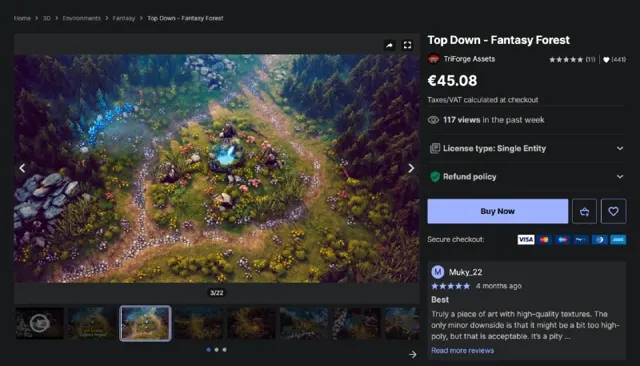 Home > 3D > Environments > Fantasy > Top Down - Fantasy Forest
Top Down - Fantasy Forest
TriForge Assets ★★★★★ (11) | ♥ (441)
€45.08
Taxes/VAT calculated at checkout
117 views in the past week
License type: Single Entity
Refund policy
Buy Now
Secure checkout: VISA
3/22
M Muky_22
★★★★★ 4 months ago
Best
Truly a piece of art with high-quality textures. The
only minor downside is that it might be a bit too high-
poly, but that is acceptable. It's a pity ...
Read more reviews